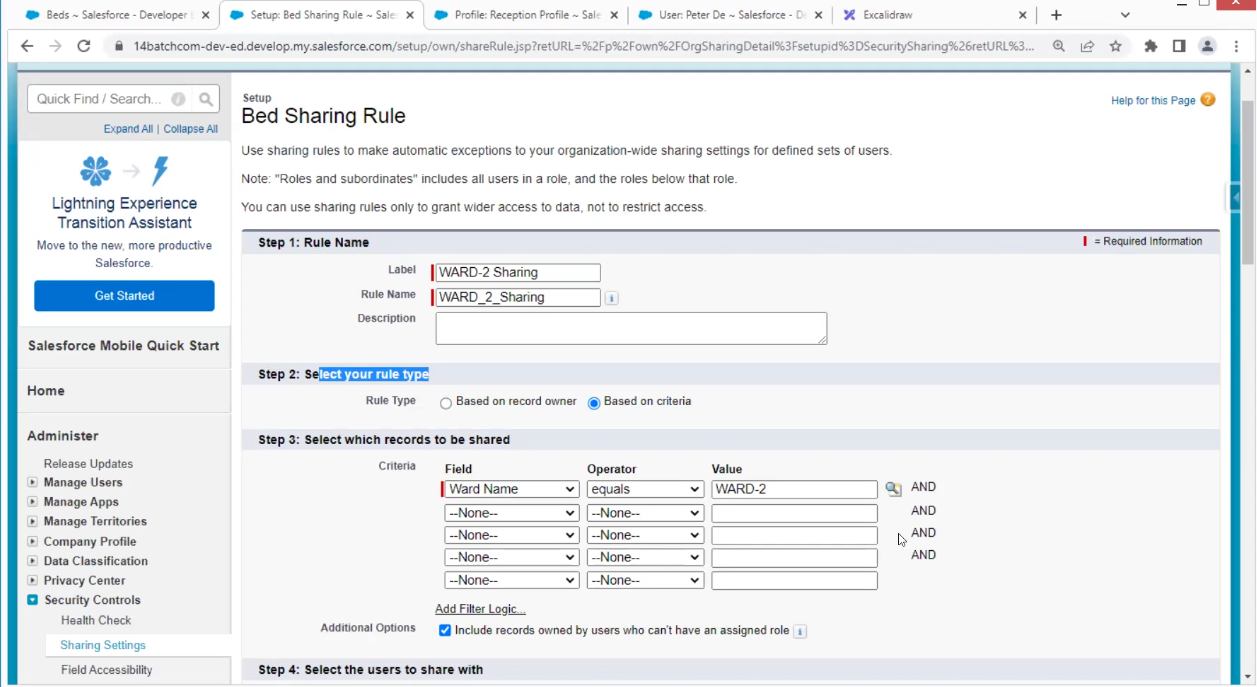 Beds ~ Salesforce - Developer
Setup: Bed Sharing Rule ~ Sale
Profile: Reception Profile ~ Sale
User: Peter De ~ Salesforce - D
Excalidraw
14batchcom-dev-ed.develop.my.salesforce.com/setup/own/shareRule.jsp?retURL=%2Fp%2Fown%2FOrgSharingDetail%3Fsetupid%3DSecuritySharing%26retURL%3...
Quick Find / Search...
Expand All | Collapse All
Lightning Experience
Transition Assistant
Move to the new, more productive
Salesforce.
Get Started
Salesforce Mobile Quick Start
Home
Administer
Release Updates
Manage Users
Manage Apps
Manage Territories
Company Profile
Data Classification
Privacy Center
Security Controls
Health Check
Sharing Settings
Field Accessibility
Setup
Bed Sharing Rule
Help for this Page ?
Use sharing rules to make automatic exceptions to your organization-wide sharing settings for defined sets of users.
Note: "Roles and subordinates" includes all users in a role, and the roles below that role.
You can use sharing rules only to grant wider access to data, not to restrict access.
Step 1: Rule Name
= Required Information
Label WARD-2 Sharing
Rule Name WARD_2_Sharing
Description
Step 2: Select your rule type
Rule Type Based on record owner Based on criteria
Step 3: Select which records to be shared
Criteria Field Operator Value
Ward Name equals WARD-2 AND
--None-- --None-- AND
--None-- --None-- AND
--None-- --None-- AND
--None-- --None--
Add Filter Logic...
Additional Options Include records owned by users who can't have an assigned role
Step 4: Select the users to share with